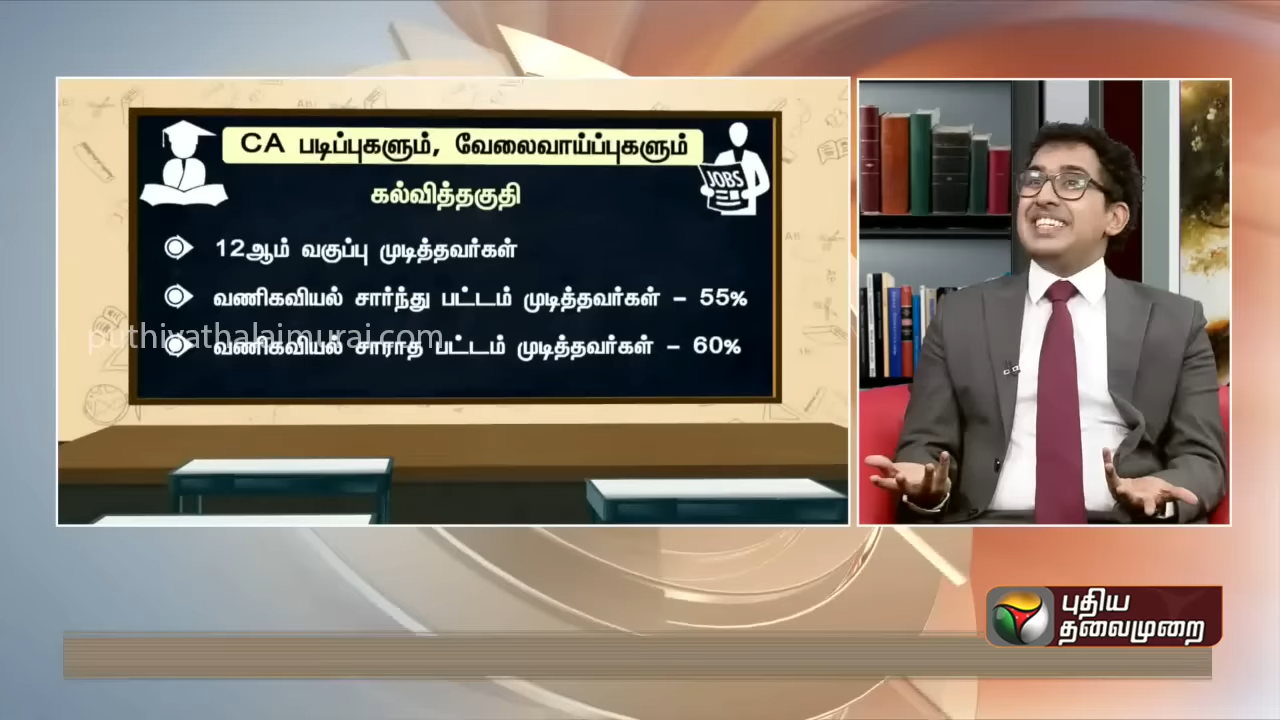 CA படிப்புகளும், வேலைவாய்ப்புகளும்
JOBS
கல்வித்தகுதி
12ஆம் வகுப்பு முடித்தவர்கள்
வணிகவியல் சார்ந்து பட்டம் முடித்தவர்கள் - 55%
puthiyathalaimurai.com
வணிகவியல் சாராத பட்டம் முடித்தவர்கள் - 60%
புதிய
தலைமுறை